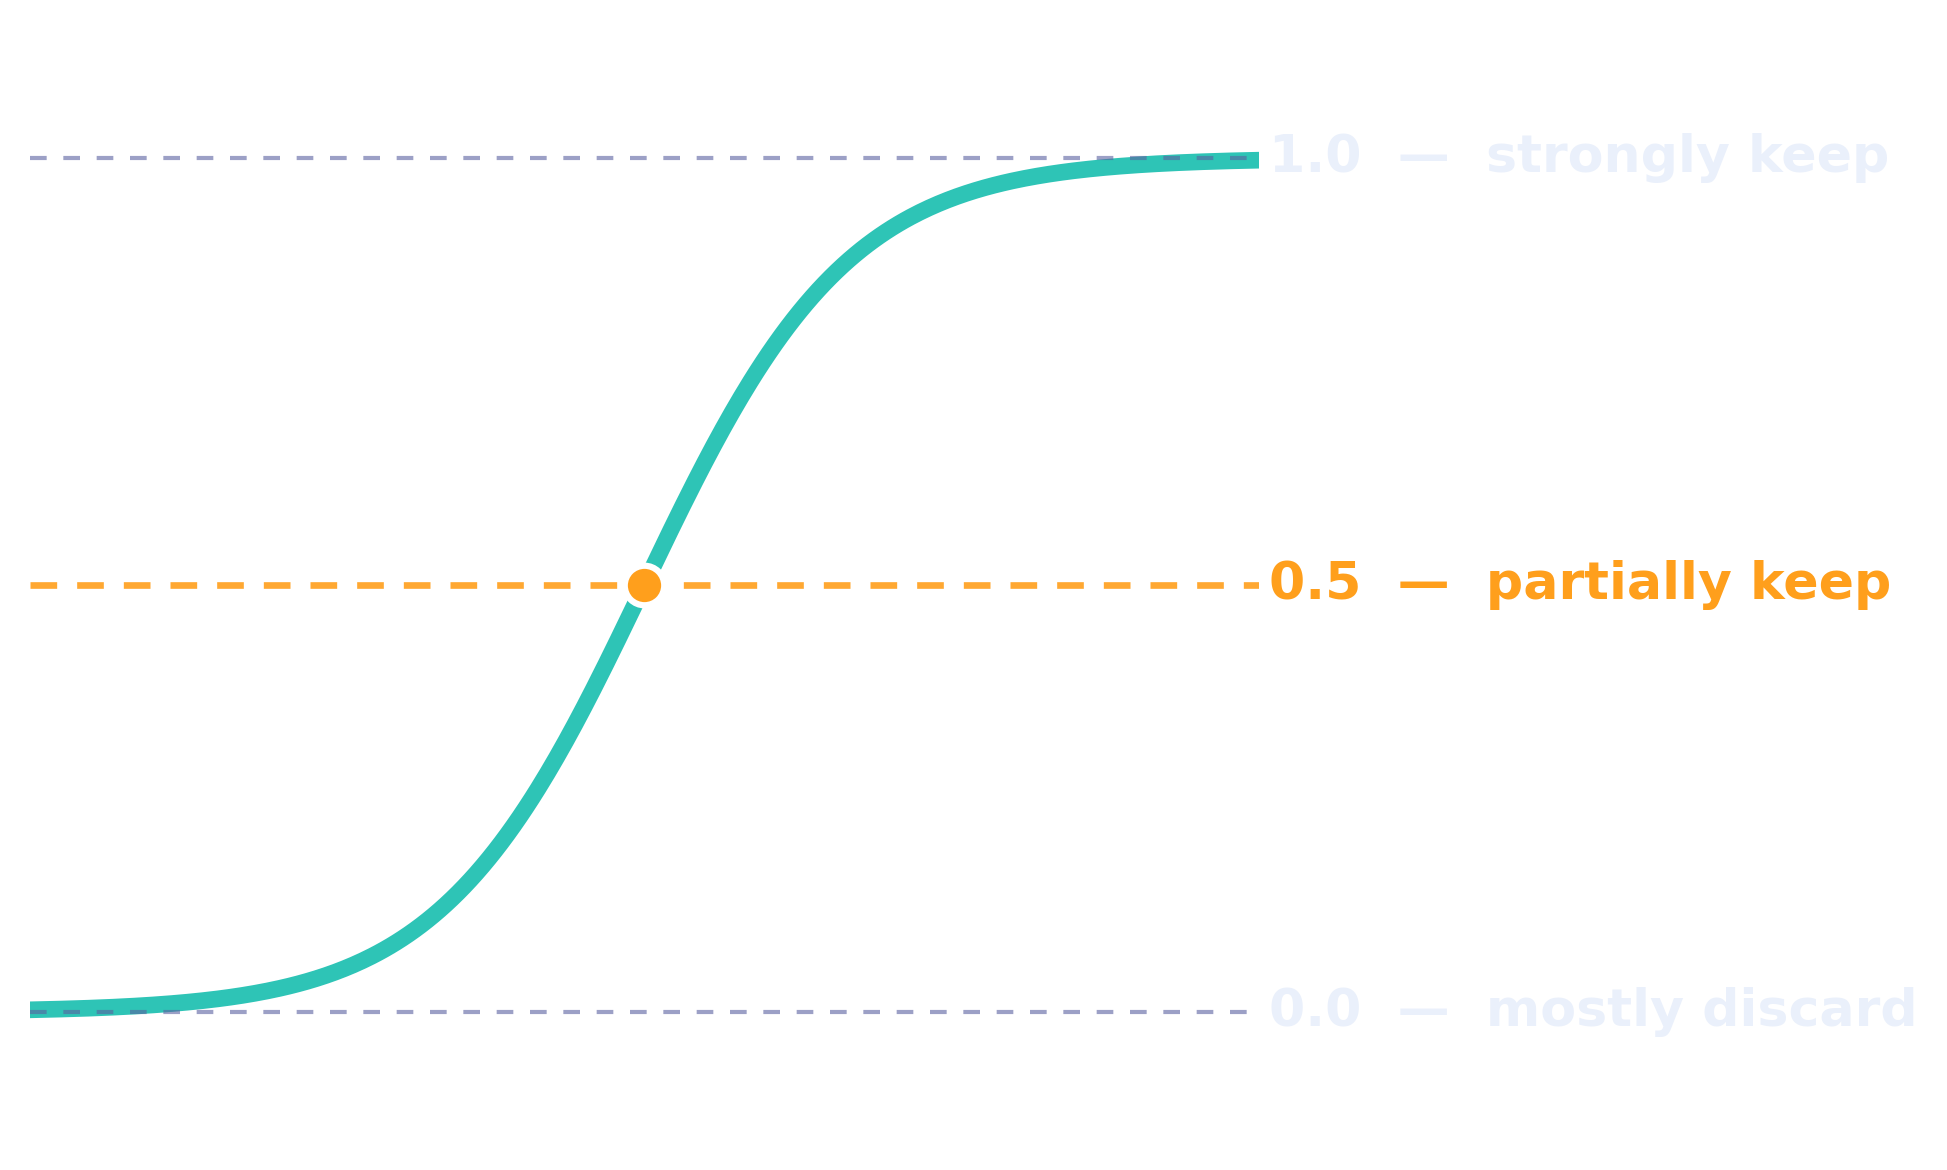 1.0 — strongly keep
0.5 — partially keep
0.0 — mostly discard